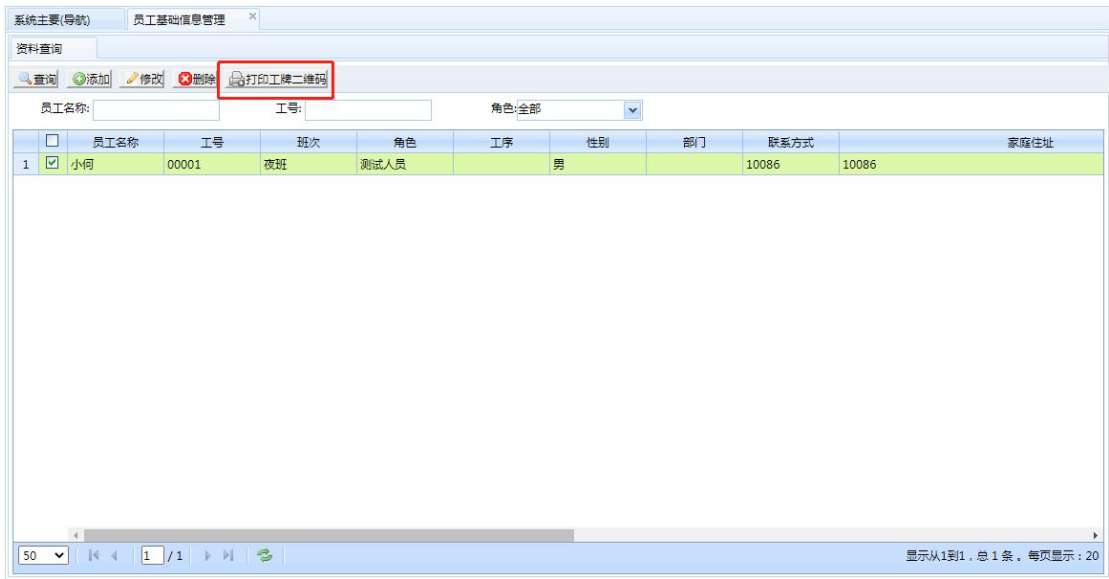 系统主要(导航) 员工基础信息管理
资料查询
查询 添加 修改 删除 打印工牌二维码
员工名称: 工号: 角色:全部
员工名称 工号 班次 角色 工序 性别 部门 联系方式 家庭住址
1 小何 00001 夜班 测试人员 男 10086 10086
50 1 / 1 显示从1到1，总 1 条 。每页显示：20